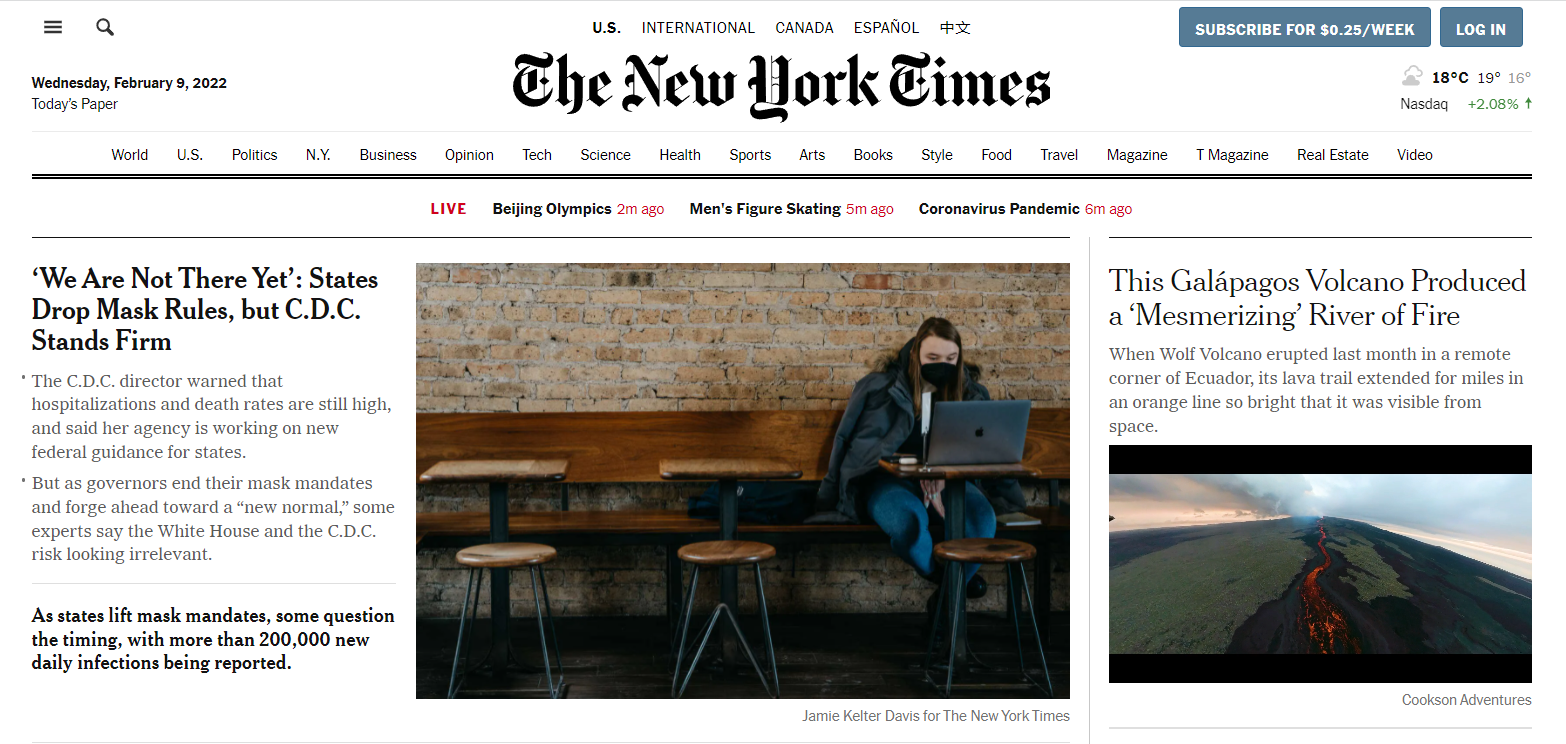 U.S. INTERNATIONAL CANADA ESPAÑOL 中文
SUBSCRIBE FOR $0.25/WEEK
LOG IN
Wednesday, February 9, 2022
Today's Paper
The New York Times
18°C 19° 16°
Nasdaq +2.08% ↑
World U.S. Politics N.Y. Business Opinion Tech Science Health Sports Arts Books Style Food Travel Magazine T Magazine Real Estate Video
LIVE Beijing Olympics 2m ago Men's Figure Skating 5m ago Coronavirus Pandemic 6m ago
‘We Are Not There Yet’: States
Drop Mask Rules, but C.D.C.
Stands Firm
• The C.D.C. director warned that
hospitalizations and death rates are still high,
and said her agency is working on new
federal guidance for states.
• But as governors end their mask mandates
and forge ahead toward a “new normal,” some
experts say the White House and the C.D.C.
risk looking irrelevant.
As states lift mask mandates, some question
the timing, with more than 200,000 new
daily infections being reported.
Jamie Kelter Davis for The New York Times
This Galápagos Volcano Produced
a ‘Mesmerizing’ River of Fire
When Wolf Volcano erupted last month in a remote
corner of Ecuador, its lava trail extended for miles in
an orange line so bright that it was visible from
space.
Cookson Adventures